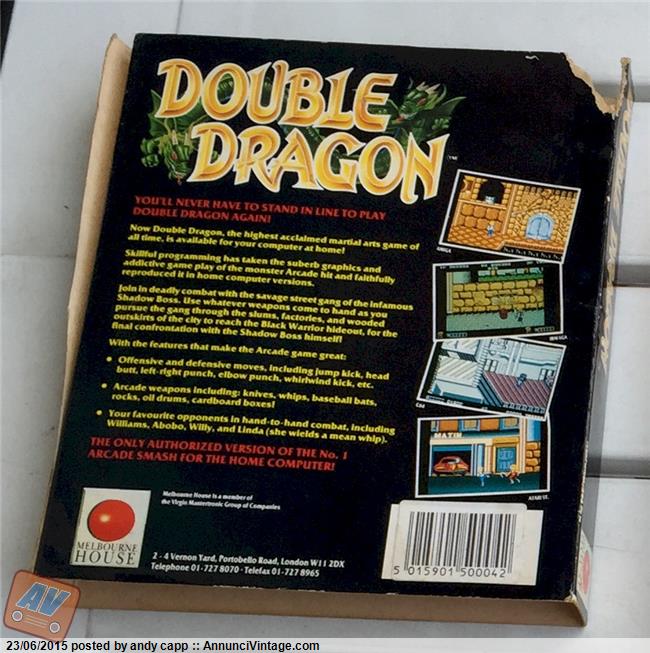 DOUBLE
DRAGON
TM
YOU'LL NEVER HAVE TO STAND IN LINE TO PLAY
DOUBLE DRAGON AGAIN!
Now Double Dragon, the highest acclaimed martial arts game of
all time, is available for your computer at home!
Skillful programming has taken the suberb graphics and
addictive game play of the monster Arcade hit and faithfully
reproduced it in home computer versions.
Join in deadly combat with the savage street gang of the infamous
Shadow Boss. Use whatever weapons come to hand as you
pursue the gang through the slums, factories, and wooded
outskirts of the city to reach the Black Warrior hideout, for the
final confrontation with the Shadow Boss himself!
With the features that make the Arcade game great:
• Offensive and defensive moves, including jump kick, head
butt, left-right punch, elbow punch, whirlwind kick, etc.
• Arcade weapons including: knives, whips, baseball bats,
rocks, oil drums, cardboard boxes!
• Your favourite opponents in hand-to-hand combat, including
Williams, Abobo, Willy, and Linda (she wields a mean whip).
THE ONLY AUTHORIZED VERSION OF THE No. 1
ARCADE SMASH FOR THE HOME COMPUTER!
AMIGA
IBM/EGA
C64
MATIN
ATARI ST.
Melbourne House is a member of
the Virgin Mastertronic Group of Companies
MELBOURNE
HOUSE
2 - 4 Vernon Yard, Portobello Road, London W11 2DX
Telephone 01-727 8070 · Telefax 01-727 8965
5 015901 500042
AV
23/06/2015 posted by andy capp :: AnnunciVintage.com